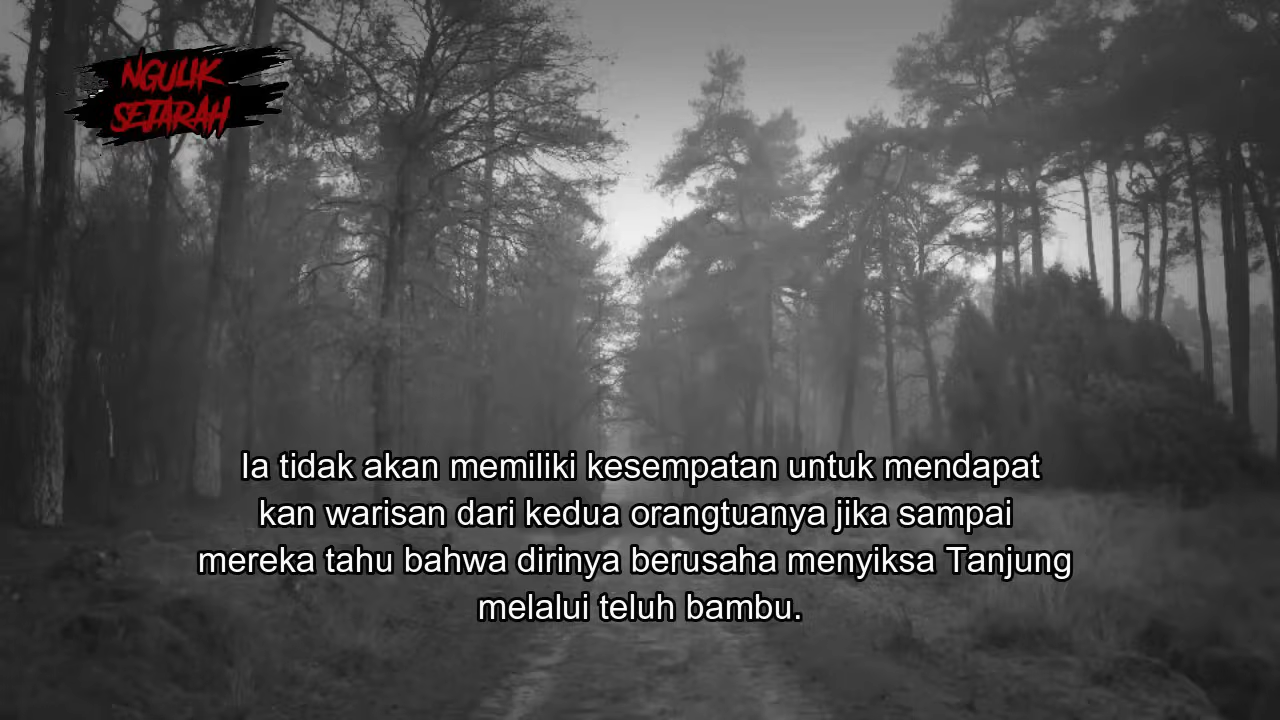 NGULIK
SEJARAH
Ia tidak akan memiliki kesempatan untuk mendapat
kan warisan dari kedua orangtuanya jika sampai
mereka tahu bahwa dirinya berusaha menyiksa Tanjung
melalui teluh bambu.